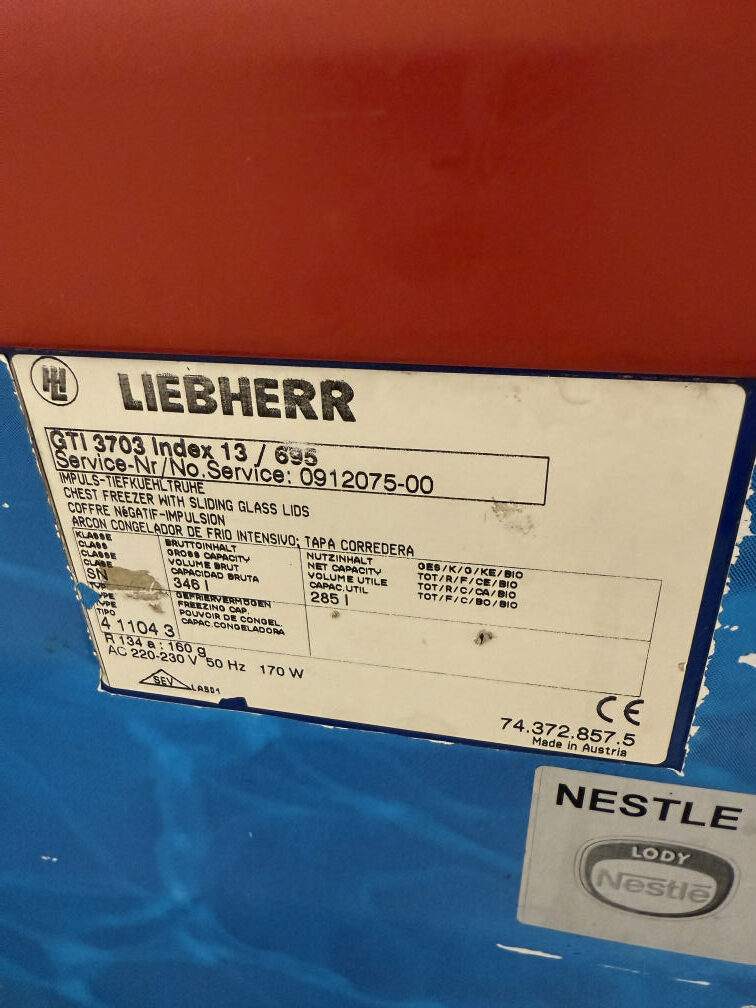 LIEBHERR
GTI 3703 Index 13 / 695
Service-Nr/No.Service: 0912075-00
IMPULS-TIEFKUEHLTRUHE
CHEST FREEZER WITH SLIDING GLASS LIDS
COFFRE NéGATIF-IMPULSION
ARCON CONGELADOR DE FRIO INTENSIVO; TAPA CORREDERA
KLASSE
CLASS
CLASSE
CLASE
SN
BRUTTOINHALT
GROSS CAPACITY
VOLUME BRUT
CAPACIDAD BRUTA
346 l
NUTZINHALT
NET CAPACITY
VOLUME UTILE
CAPAC.UTIL
285 l
GES/K/G/KE/BIO
TOT/R/F/CE/BIO
TOT/R/C/CA/BIO
TOT/F/C/BO/BIO
TYP
TYPE
TIPO
4 1104 3
GEFRIERVERMÖGEN
FREEZING CAP.
POUVOIR DE CONGEL.
CAPAC.CONGELADORA
R 134 a : 160 g
AC 220-230 V 50 Hz 170 W
SEV LA501
CE
74.372.857.5
Made in Austria
NESTLE
LODY
Nestlé